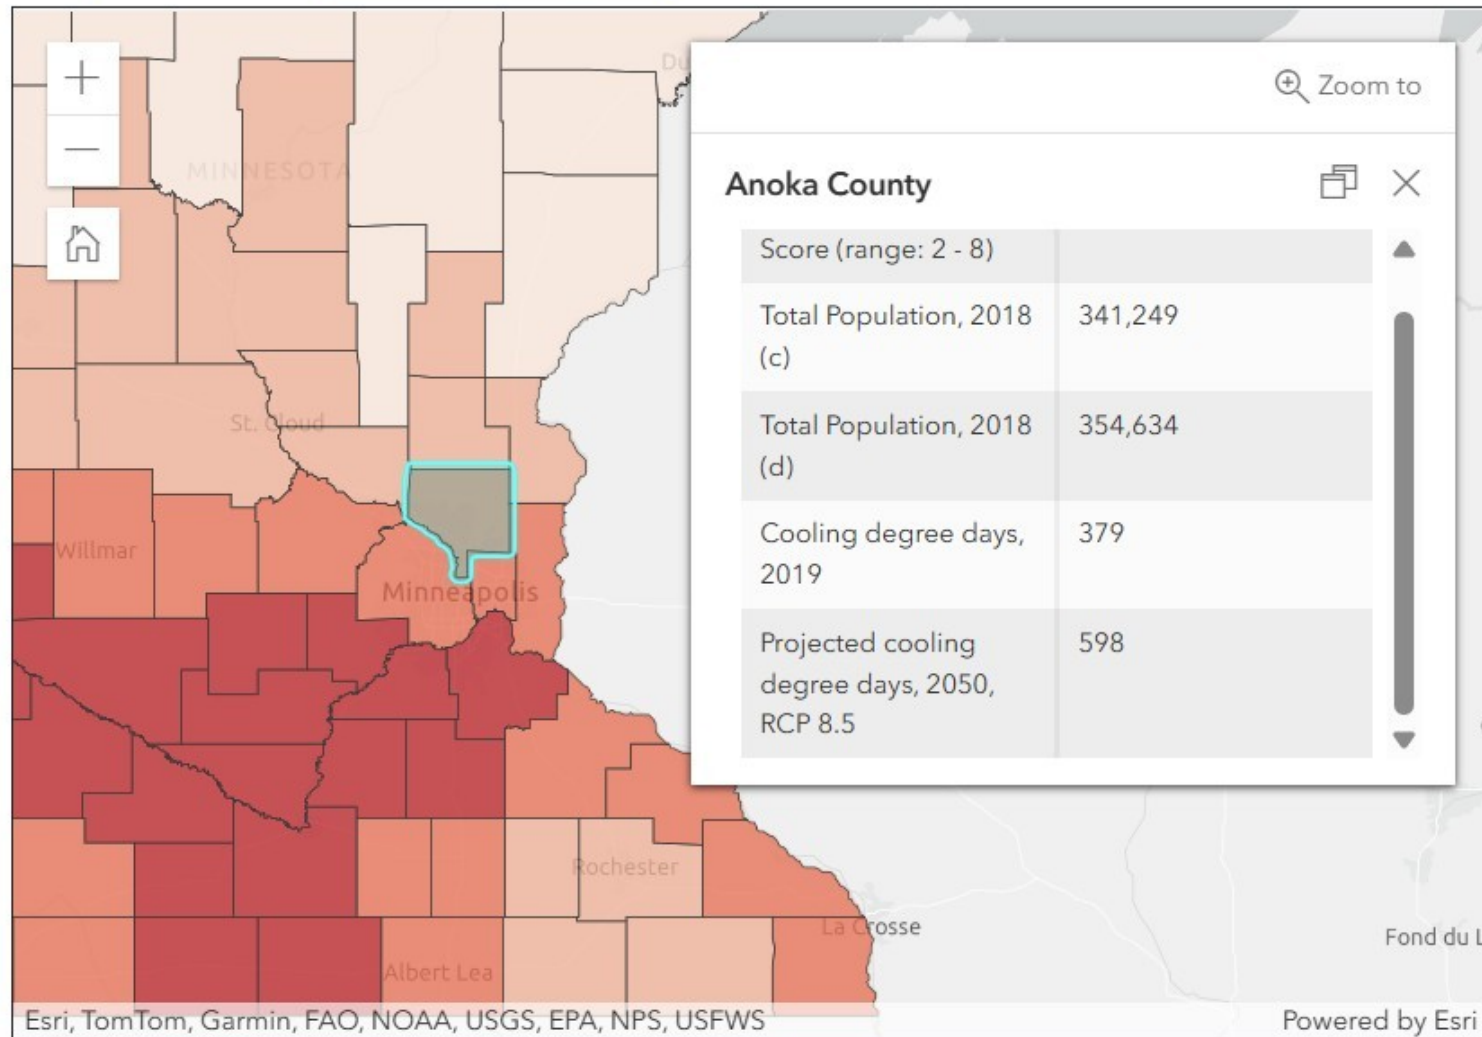 Du
Zoom to
MINNESOTA
Anoka County
Score (range: 2 - 8)
Total Population, 2018 341,249
(c)
St. Cloud
Total Population, 2018 354,634
(d)
Willmar
Cooling degree days, 379
2019
Minneapolis
Projected cooling 598
degree days, 2050,
RCP 8.5
Rochester
La Crosse
Fond du L
Albert Lea
Esri, TomTom, Garmin, FAO, NOAA, USGS, EPA, NPS, USFWS
Powered by Esri